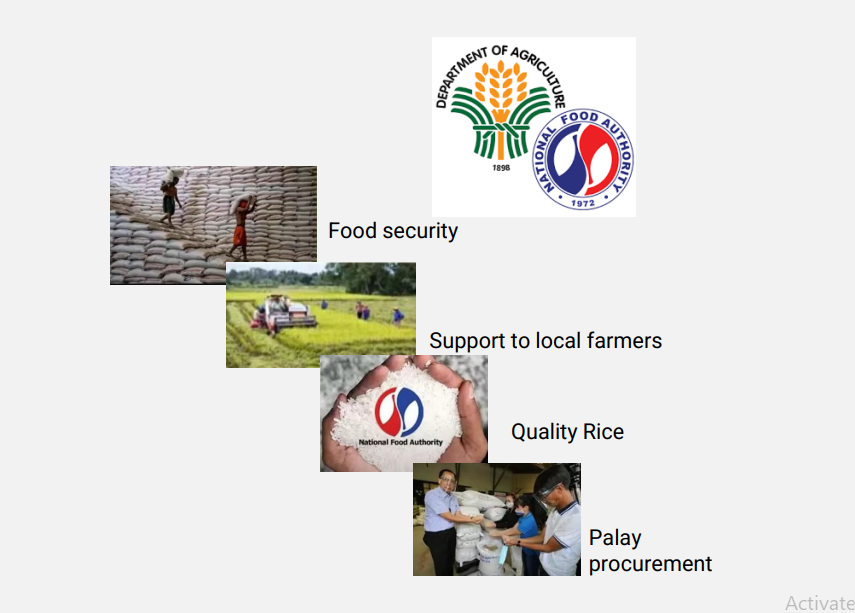 DEPARTMENT OF AGRICULTURE
1898
NATIONAL FOOD AUTHORITY
• 1972 •
Food security
Support to local farmers
National Food Authority
Quality Rice
Palay
procurement
Activate